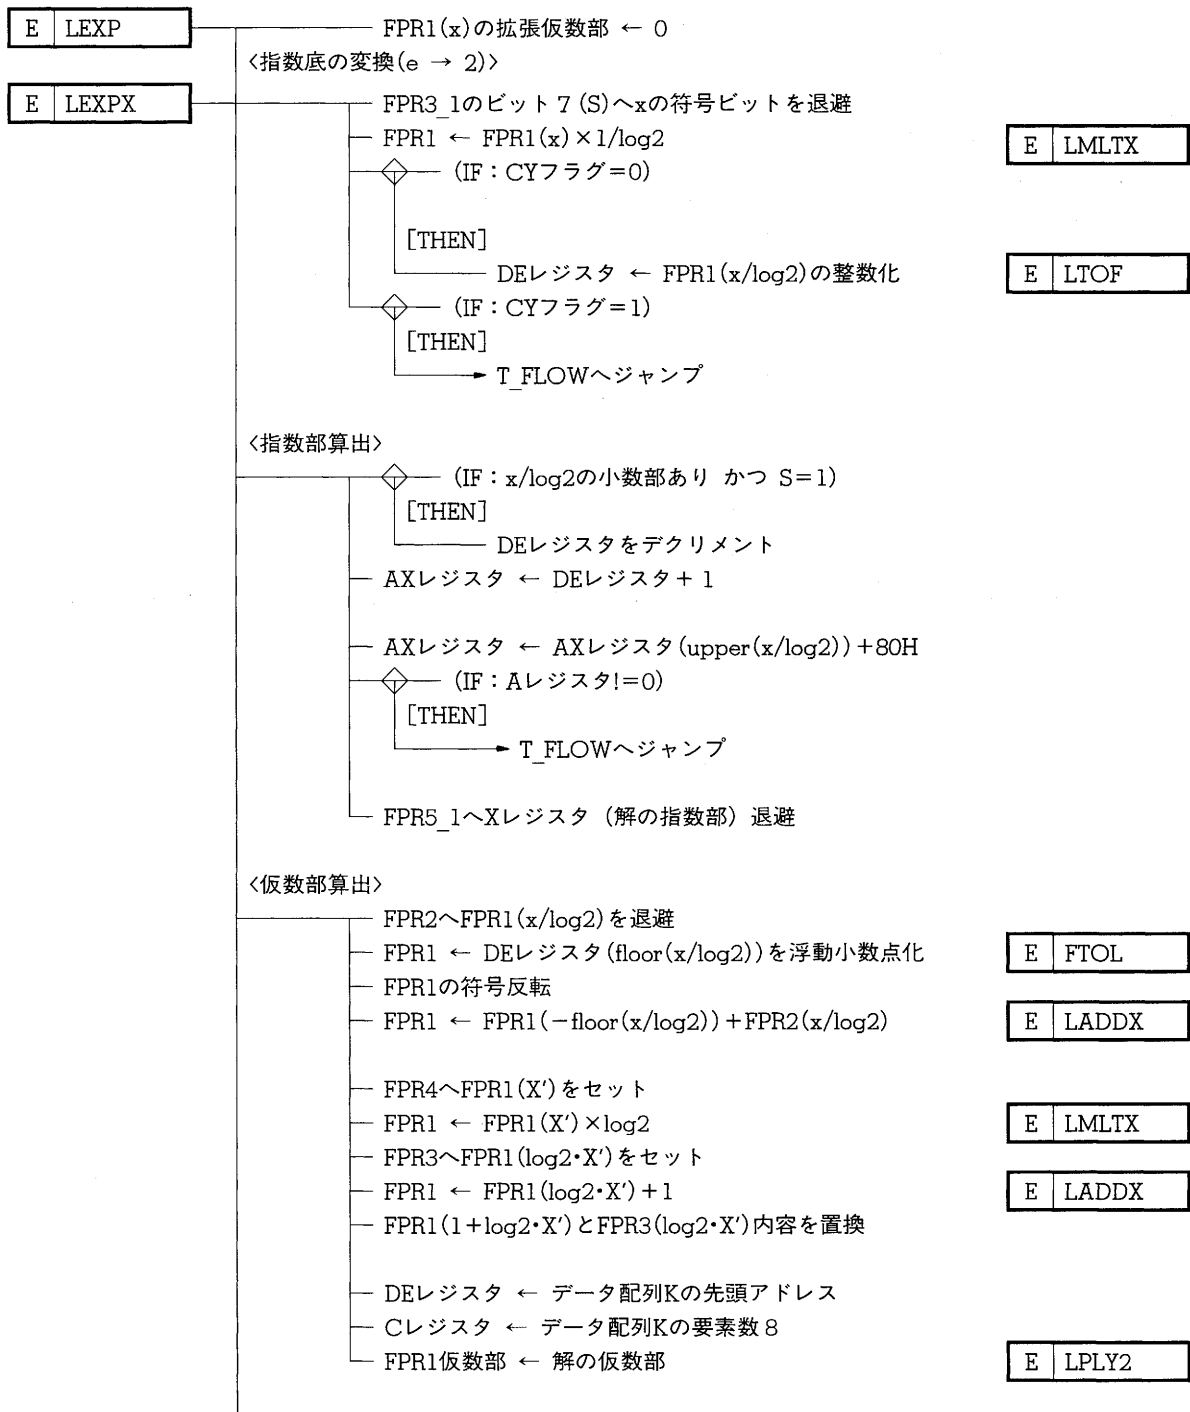 E LEXP FPR1(x)の拡張仮数部 ← 0
〈指数底の変換(e → 2)〉
E LEXPX FPR3_1のビット7(S)へxの符号ビットを退避
FPR1 ← FPR1(x)×1/log2 E LMLTX
(IF:CYフラグ=0)
[THEN]
DEレジスタ ← FPR1(x/log2)の整数化 E LTOF
(IF:CYフラグ=1)
[THEN]
T_FLOWへジャンプ
〈指数部算出〉
(IF:x/log2の小数部あり かつ S=1)
[THEN]
DEレジスタをデクリメント
AXレジスタ ← DEレジスタ+1
AXレジスタ ← AXレジスタ(upper(x/log2))+80H
(IF:Aレジスタ!=0)
[THEN]
T_FLOWへジャンプ
FPR5_1へXレジスタ(解の指数部)退避
〈仮数部算出〉
FPR2へFPR1(x/log2)を退避
FPR1 ← DEレジスタ(floor(x/log2))を浮動小数点化 E FTOL
FPR1の符号反転
FPR1 ← FPR1(−floor(x/log2))+FPR2(x/log2) E LADDX
FPR4へFPR1(X′)をセット
FPR1 ← FPR1(X′)×log2 E LMLTX
FPR3へFPR1(log2・X′)をセット
FPR1 ← FPR1(log2・X′)+1 E LADDX
FPR1(1+log2・X′)とFPR3(log2・X′)内容を置換
DEレジスタ ← データ配列Kの先頭アドレス
Cレジスタ ← データ配列Kの要素数8
FPR1仮数部 ← 解の仮数部 E LPLY2